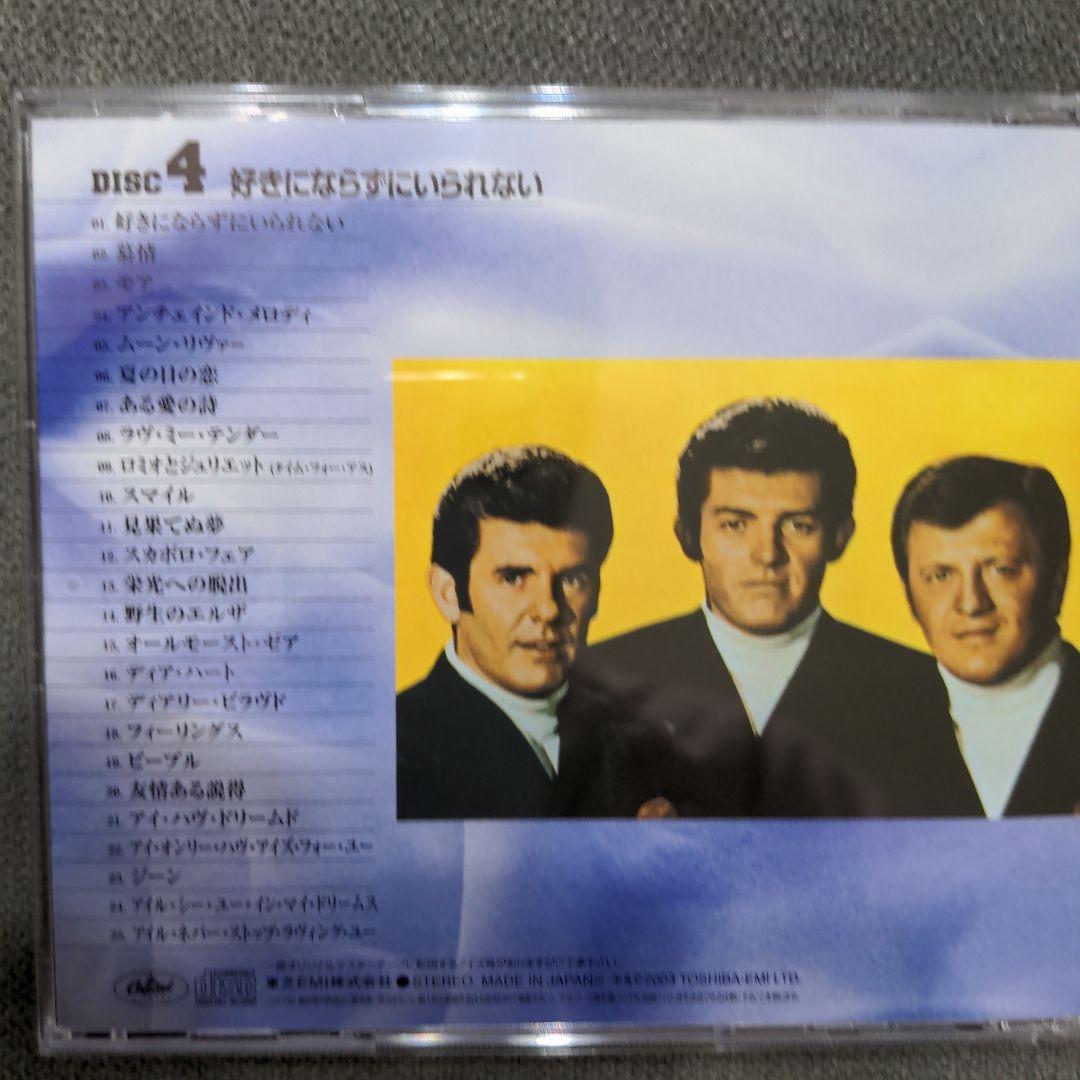 DISC 4 好きにならずにいられない
01. 好きにならずにいられない
02. 慕情
03. モア
04. アンチェインド・メロディ
05. ムーン・リヴァー
06. 夏の日の恋
07. ある愛の詩
08. ラヴ・ミー・テンダー
09. ロミオとジュリエット (タイム・フォー・アス)
10. スマイル
11. 見果てぬ夢
12. スカボロ・フェア
13. 栄光への脱出
14. 野生のエルザ
15. オールモースト・ゼア
16. ディア・ハート
17. ディアリー・ビラヴド
18. フィーリングス
19. ピープル
20. 友情ある説得
21. アイ・ハヴ・ドリームド
22. アイ・オンリー・ハヴ・アイズ・フォー・ユー
23. ジーン
24. アイル・シー・ユー・イン・マイ・ドリームス
25. アイル・ネバー・ストップ・ラヴィング・ユー
Capitol
東芝EMI株式会社 ●STEREO MADE IN JAPAN 2003 TOSHIBA-EMI LTD.